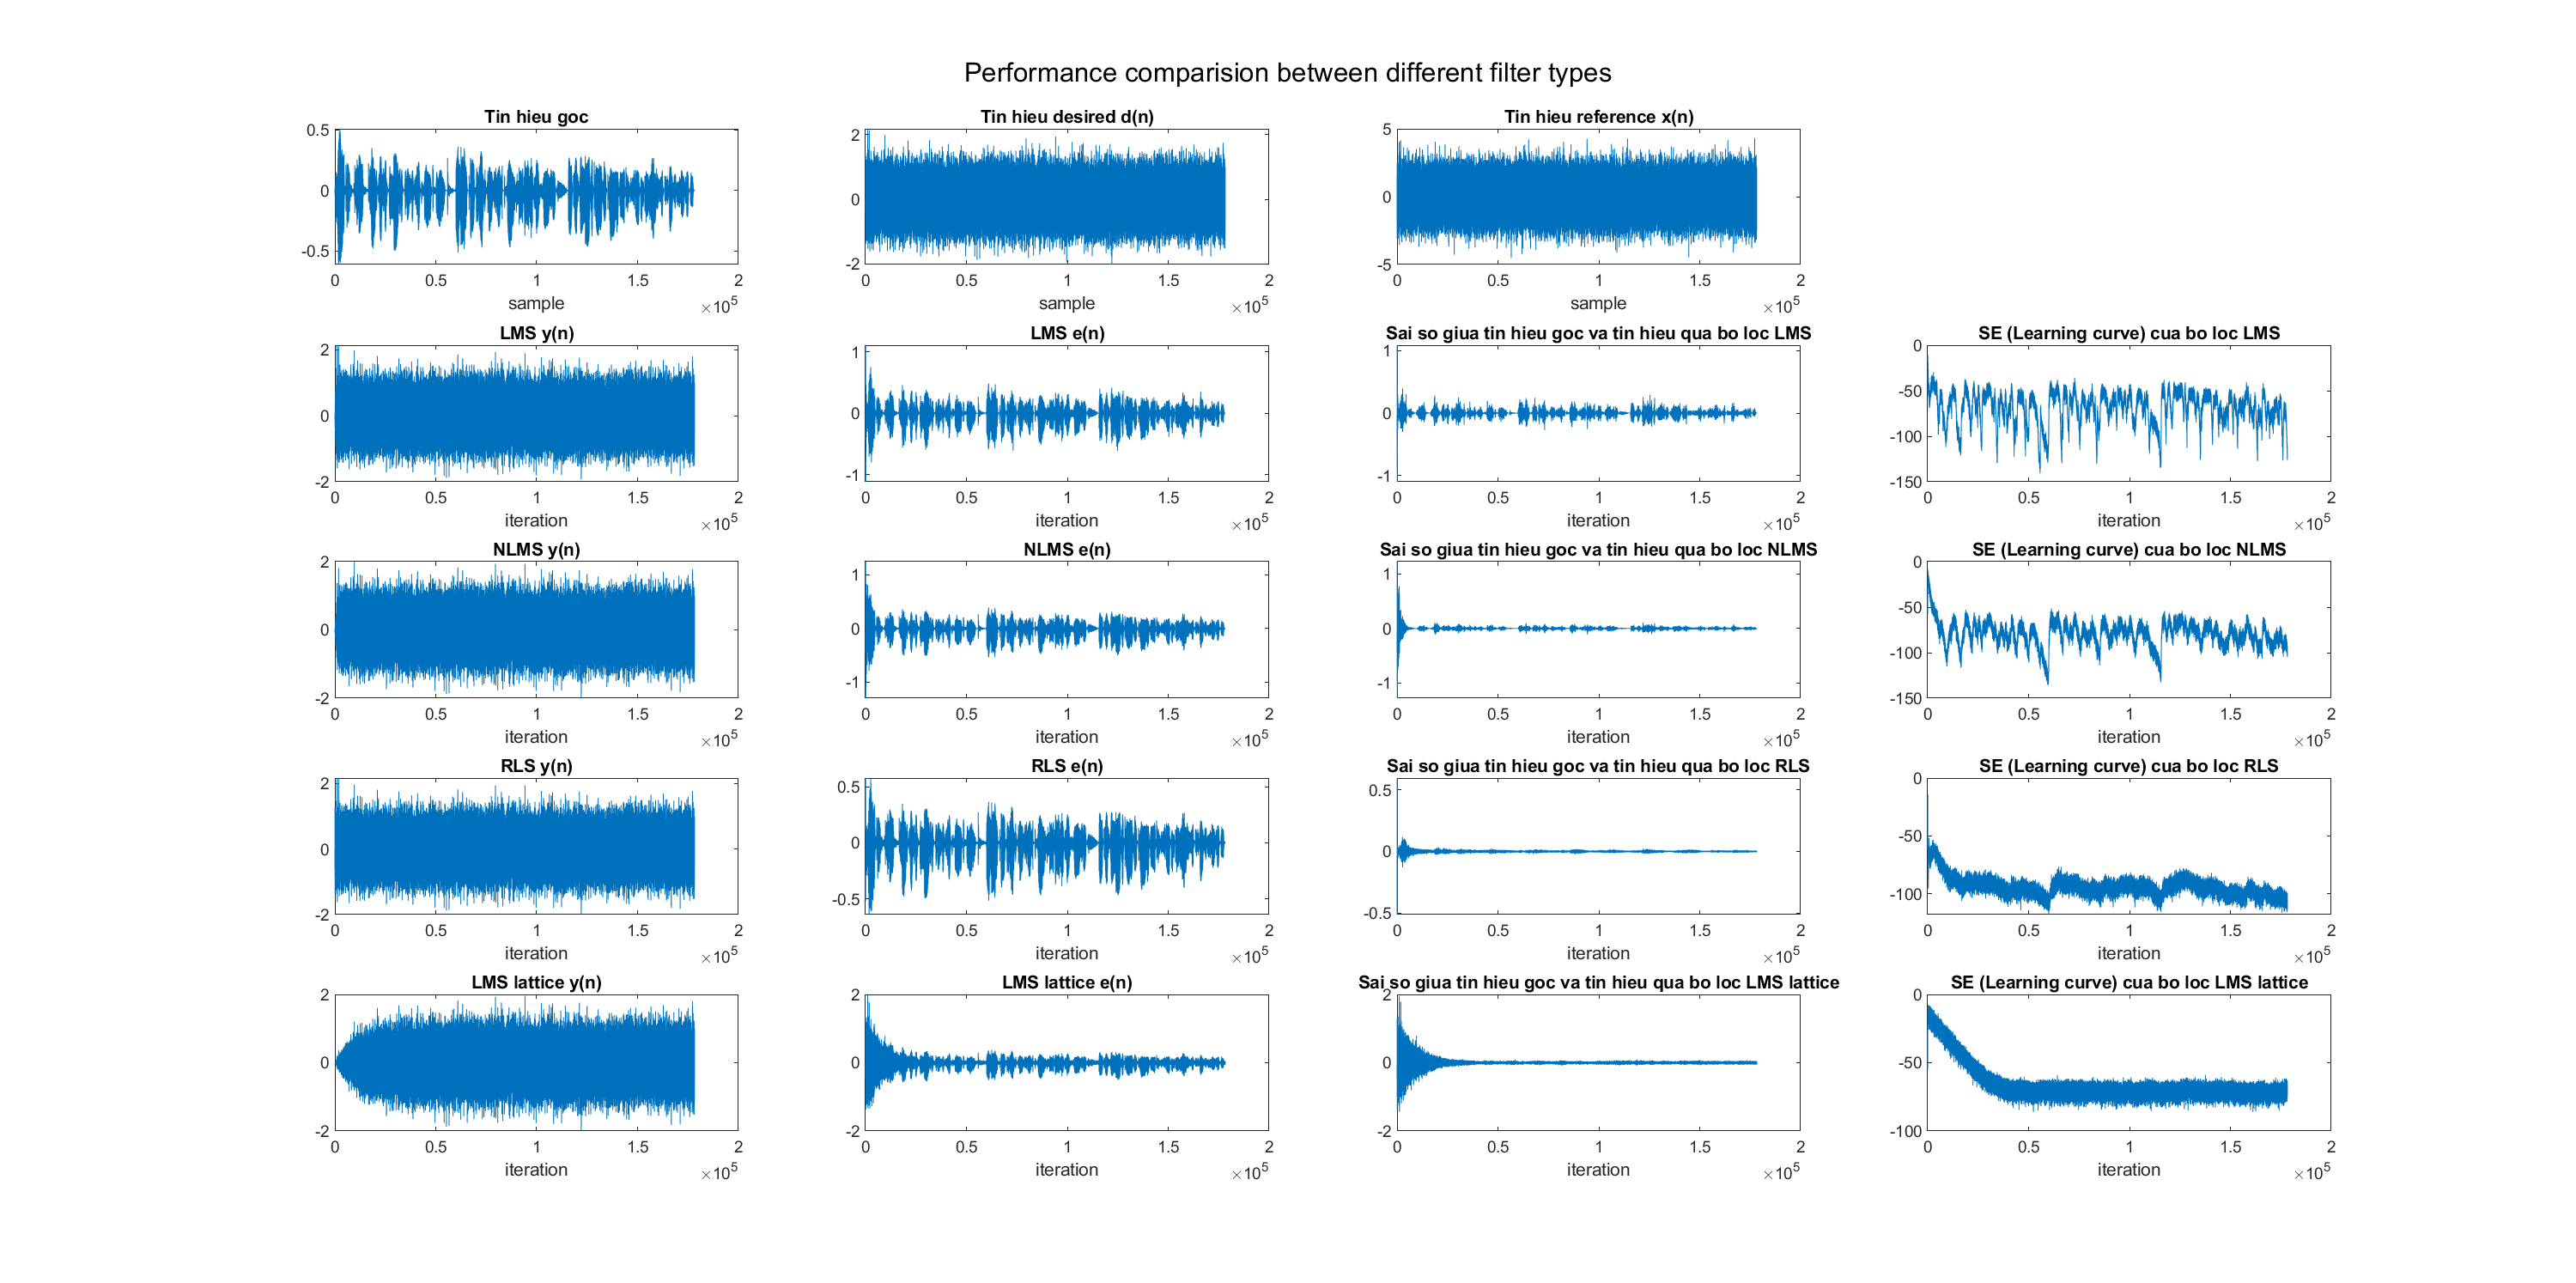 Performance comparision between different filter types
Tin hieu goc
0.5
0
-0.5
0 0.5 1 1.5 2
sample
×10^5
Tin hieu desired d(n)
2
0
-2
0 0.5 1 1.5 2
sample
×10^5
Tin hieu reference x(n)
5
0
-5
0 0.5 1 1.5 2
sample
×10^5
LMS y(n)
2
0
-2
0 0.5 1 1.5 2
iteration
×10^5
LMS e(n)
1
0
-1
0 0.5 1 1.5 2
iteration
×10^5
Sai so giua tin hieu goc va tin hieu qua bo loc LMS
1
0
-1
0 0.5 1 1.5 2
iteration
×10^5
SE (Learning curve) cua bo loc LMS
0
-50
-100
-150
0 0.5 1 1.5 2
iteration
×10^5
NLMS y(n)
2
0
-2
0 0.5 1 1.5 2
iteration
×10^5
NLMS e(n)
1
0
-1
0 0.5 1 1.5 2
iteration
×10^5
Sai so giua tin hieu goc va tin hieu qua bo loc NLMS
1
0
-1
0 0.5 1 1.5 2
iteration
×10^5
SE (Learning curve) cua bo loc NLMS
0
-50
-100
-150
0 0.5 1 1.5 2
iteration
×10^5
RLS y(n)
2
0
-2
0 0.5 1 1.5 2
iteration
×10^5
RLS e(n)
0.5
0
-0.5
0 0.5 1 1.5 2
iteration
×10^5
Sai so giua tin hieu goc va tin hieu qua bo loc RLS
0.5
0
-0.5
0 0.5 1 1.5 2
iteration
×10^5
SE (Learning curve) cua bo loc RLS
0
-50
-100
0 0.5 1 1.5 2
iteration
×10^5
LMS lattice y(n)
2
0
-2
0 0.5 1 1.5 2
iteration
×10^5
LMS lattice e(n)
2
0
-2
0 0.5 1 1.5 2
iteration
×10^5
Sai so giua tin hieu goc va tin hieu qua bo loc LMS lattice
2
0
-2
0 0.5 1 1.5 2
iteration
×10^5
SE (Learning curve) cua bo loc LMS lattice
0
-50
-100
0 0.5 1 1.5 2
iteration
×10^5